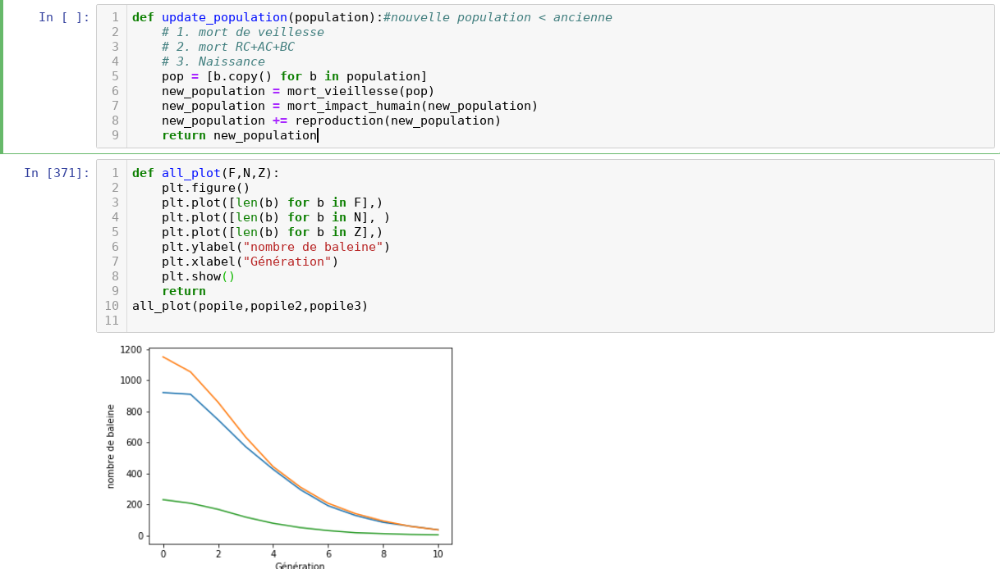 In [ ]:
1 def update_population(population):#nouvelle population < ancienne
2     # 1. mort de veillesse
3     # 2. mort RC+AC+BC
4     # 3. Naissance
5     pop = [b.copy() for b in population]
6     new_population = mort_vieillesse(pop)
7     new_population = mort_impact_humain(new_population)
8     new_population += reproduction(new_population)
9     return new_population
In [371]:
1 def all_plot(F,N,Z):
2     plt.figure()
3     plt.plot([len(b) for b in F],)
4     plt.plot([len(b) for b in N], )
5     plt.plot([len(b) for b in Z],)
6     plt.ylabel("nombre de baleine")
7     plt.xlabel("Génération")
8     plt.show()
9     return
10 all_plot(popile,popile2,popile3)
11
1200
1000
800
600
400
200
0
nombre de baleine
0 2 4 6 8 10
Génération